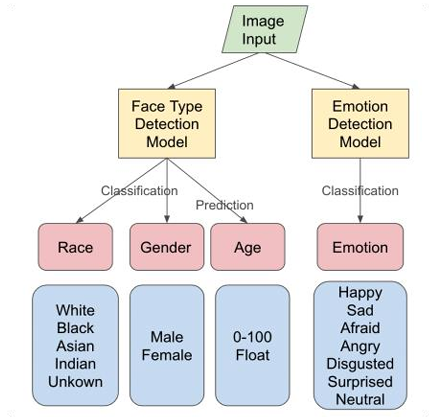 Image
Input
Face Type
Detection
Model
Emotion
Detection
Model
Classification
Prediction
Classification
Race
Gender
Age
Emotion
White
Black
Asian
Indian
Unkown
Male
Female
0-100
Float
Happy
Sad
Afraid
Angry
Disgusted
Surprised
Neutral